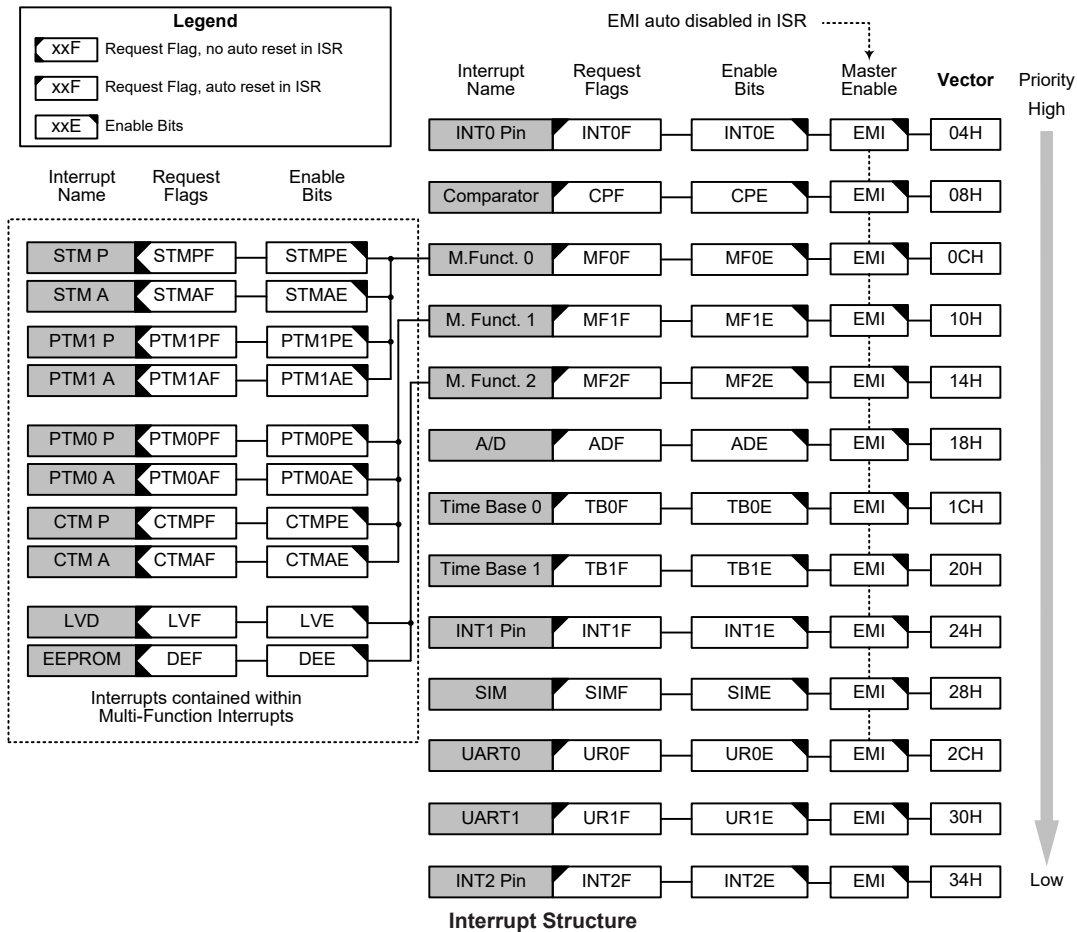 Legend
xxF Request Flag, no auto reset in ISR
xxF Request Flag, auto reset in ISR
xxE Enable Bits
EMI auto disabled in ISR
Interrupt Name Request Flags Enable Bits Master Enable Vector Priority
High
INT0 Pin INT0F INT0E EMI 04H
Comparator CPF CPE EMI 08H
M.Funct. 0 MF0F MF0E EMI 0CH
M. Funct. 1 MF1F MF1E EMI 10H
M. Funct. 2 MF2F MF2E EMI 14H
A/D ADF ADE EMI 18H
Time Base 0 TB0F TB0E EMI 1CH
Time Base 1 TB1F TB1E EMI 20H
INT1 Pin INT1F INT1E EMI 24H
SIM SIMF SIME EMI 28H
UART0 UR0F UR0E EMI 2CH
UART1 UR1F UR1E EMI 30H
INT2 Pin INT2F INT2E EMI 34H
Low
Interrupt Name Request Flags Enable Bits
STM P STMPF STMPE
STM A STMAF STMAE
PTM1 P PTM1PF PTM1PE
PTM1 A PTM1AF PTM1AE
PTM0 P PTM0PF PTM0PE
PTM0 A PTM0AF PTM0AE
CTM P CTMPF CTMPE
CTM A CTMAF CTMAE
LVD LVF LVE
EEPROM DEF DEE
Interrupts contained within
Multi-Function Interrupts
Interrupt Structure